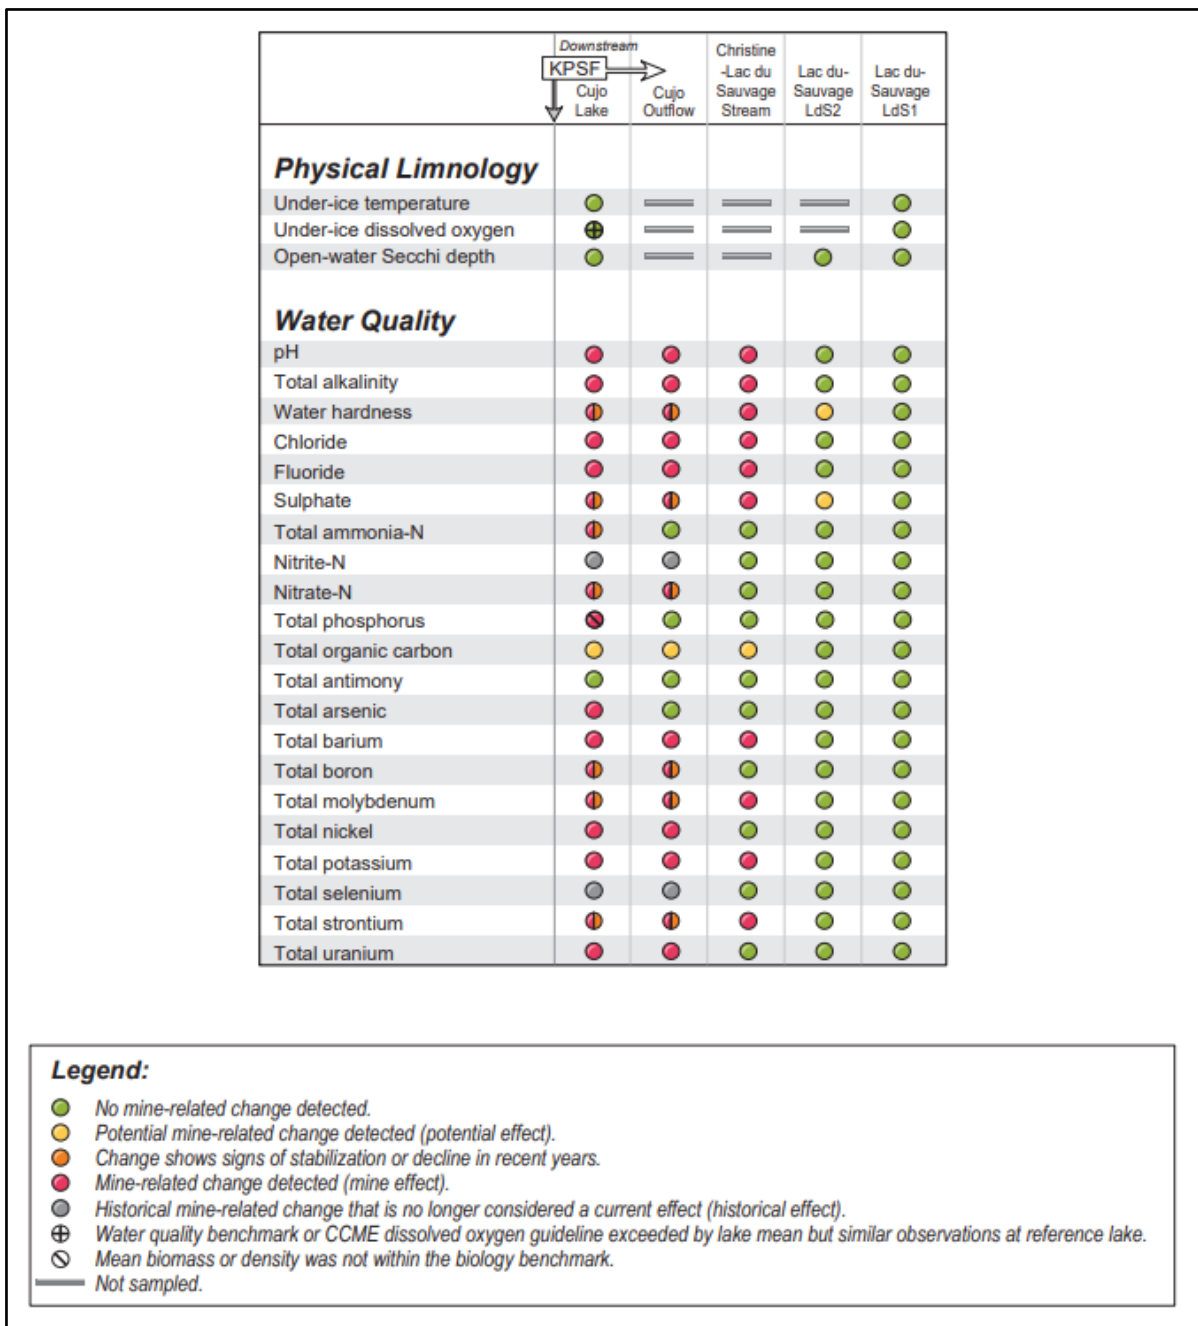 Downstream
KPSF
Cujo
Lake
Cujo
Outflow
Christine
-Lac du
Sauvage
Stream
Lac du-
Sauvage
LdS2
Lac du-
Sauvage
LdS1
Physical Limnology
Under-ice temperature
Under-ice dissolved oxygen
Open-water Secchi depth
Water Quality
pH
Total alkalinity
Water hardness
Chloride
Fluoride
Sulphate
Total ammonia-N
Nitrite-N
Nitrate-N
Total phosphorus
Total organic carbon
Total antimony
Total arsenic
Total barium
Total boron
Total molybdenum
Total nickel
Total potassium
Total selenium
Total strontium
Total uranium
Legend:
No mine-related change detected.
Potential mine-related change detected (potential effect).
Change shows signs of stabilization or decline in recent years.
Mine-related change detected (mine effect).
Historical mine-related change that is no longer considered a current effect (historical effect).
Water quality benchmark or CCME dissolved oxygen guideline exceeded by lake mean but similar observations at reference lake.
Mean biomass or density was not within the biology benchmark.
Not sampled.